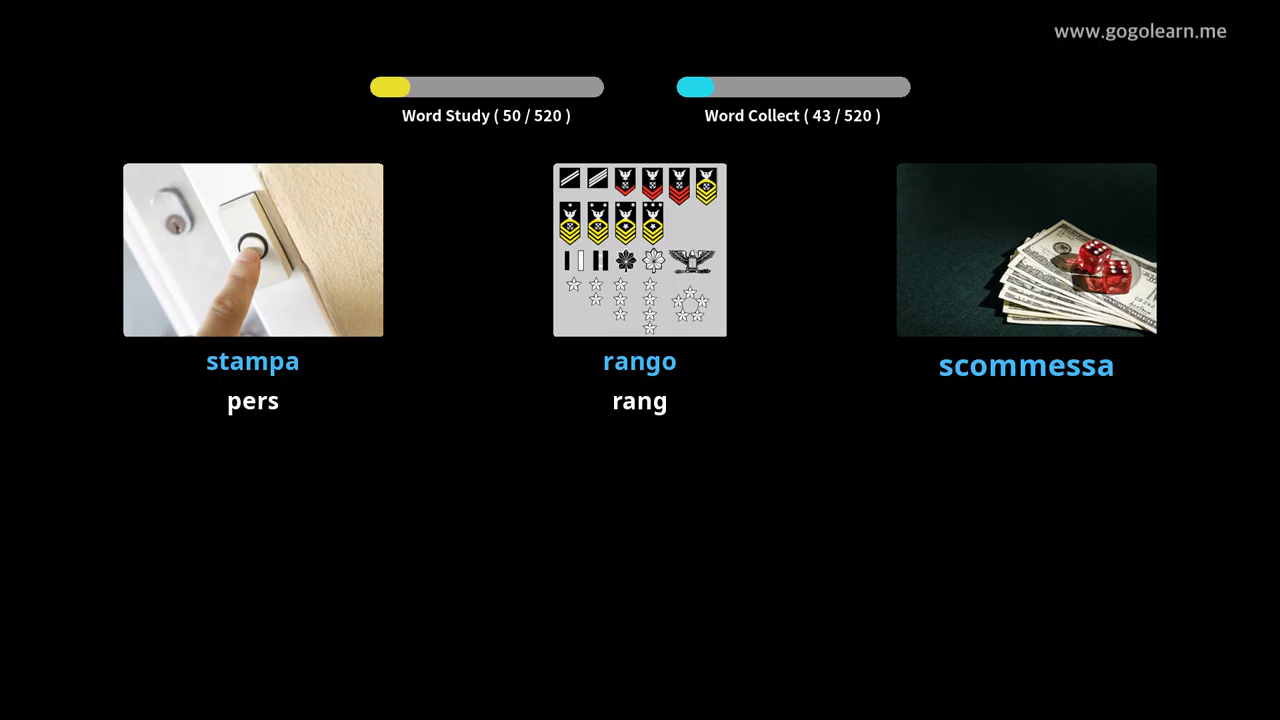 www.gogolearn.me
Word Study ( 50 / 520 )
Word Collect ( 43 / 520 )
stampa
pers
rango
rang
scommessa